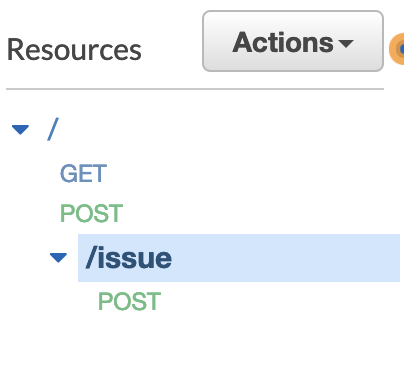 Resources Actions
/
GET
POST
/issue
POST